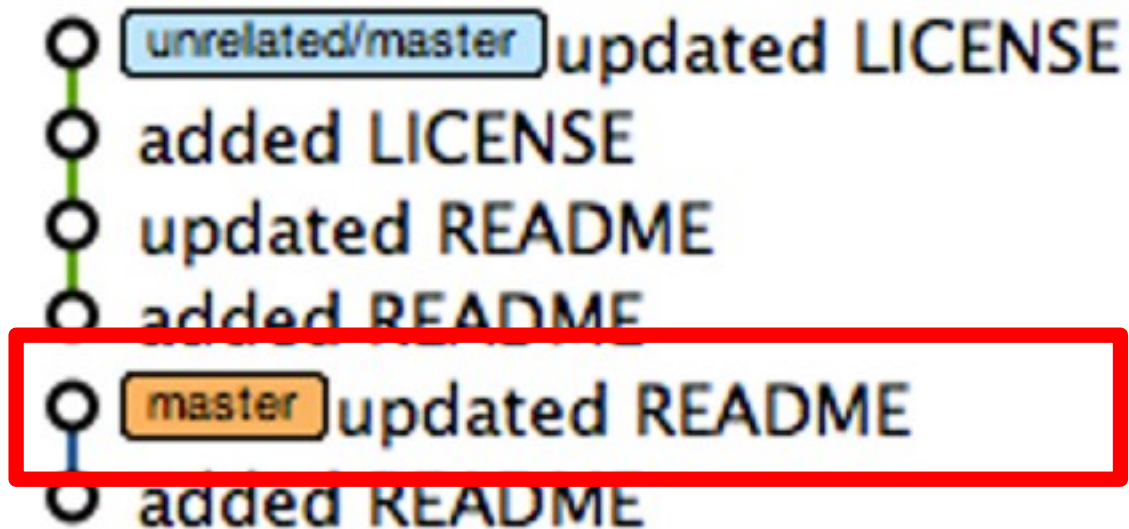 unrelated/master updated LICENSE
added LICENSE
updated README
added README
master updated README
added README